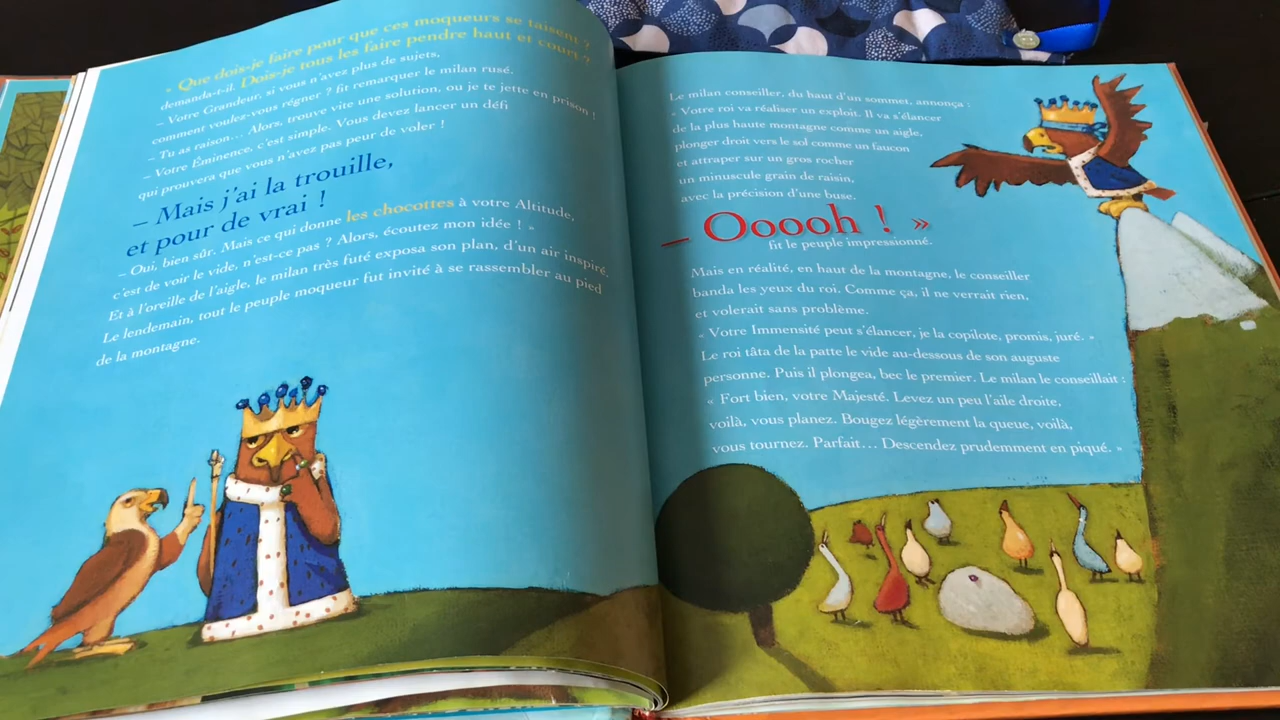 « Que dois-je faire pour que ces moqueurs se taisent ?
demanda-t-il. Dois-je tous les faire pendre haut et court ?
– Votre Grandeur, si vous n'avez plus de sujets,
comment voulez-vous régner ? fit remarquer le milan rusé.
– Tu as raison… Alors, trouve vite une solution, ou je te jette en prison !
– Votre Éminence, c'est simple. Vous devez lancer un défi
qui prouvera que vous n'avez pas peur de voler !
– Mais j'ai la trouille,
et pour de vrai !
– Oui, bien sûr. Mais ce qui donne les chocottes à votre Altitude,
c'est de voir le vide, n'est-ce pas ? Alors, écoutez mon idée ! »
Et à l'oreille de l'aigle, le milan très futé exposa son plan, d'un air inspiré.
Le lendemain, tout le peuple moqueur fut invité à se rassembler au pied
de la montagne.
Le milan conseiller, du haut d'un sommet, annonça :
« Votre roi va réaliser un exploit. Il va s'élancer
de la plus haute montagne comme un aigle,
plonger droit vers le sol comme un faucon
et attraper sur un gros rocher
un minuscule grain de raisin,
avec la précision d'une buse.
– Ooooh ! »
fit le peuple impressionné.
Mais en réalité, en haut de la montagne, le conseiller
banda les yeux du roi. Comme ça, il ne verrait rien,
et volerait sans problème.
« Votre Immensité peut s'élancer, je la copilote, promis, juré. »
Le roi tâta de la patte le vide au-dessous de son auguste
personne. Puis il plongea, bec le premier. Le milan le conseillait :
« Fort bien, votre Majesté. Levez un peu l'aile droite,
voilà, vous planez. Bougez légèrement la queue, voilà,
vous tournez. Parfait… Descendez prudemment en piqué. »